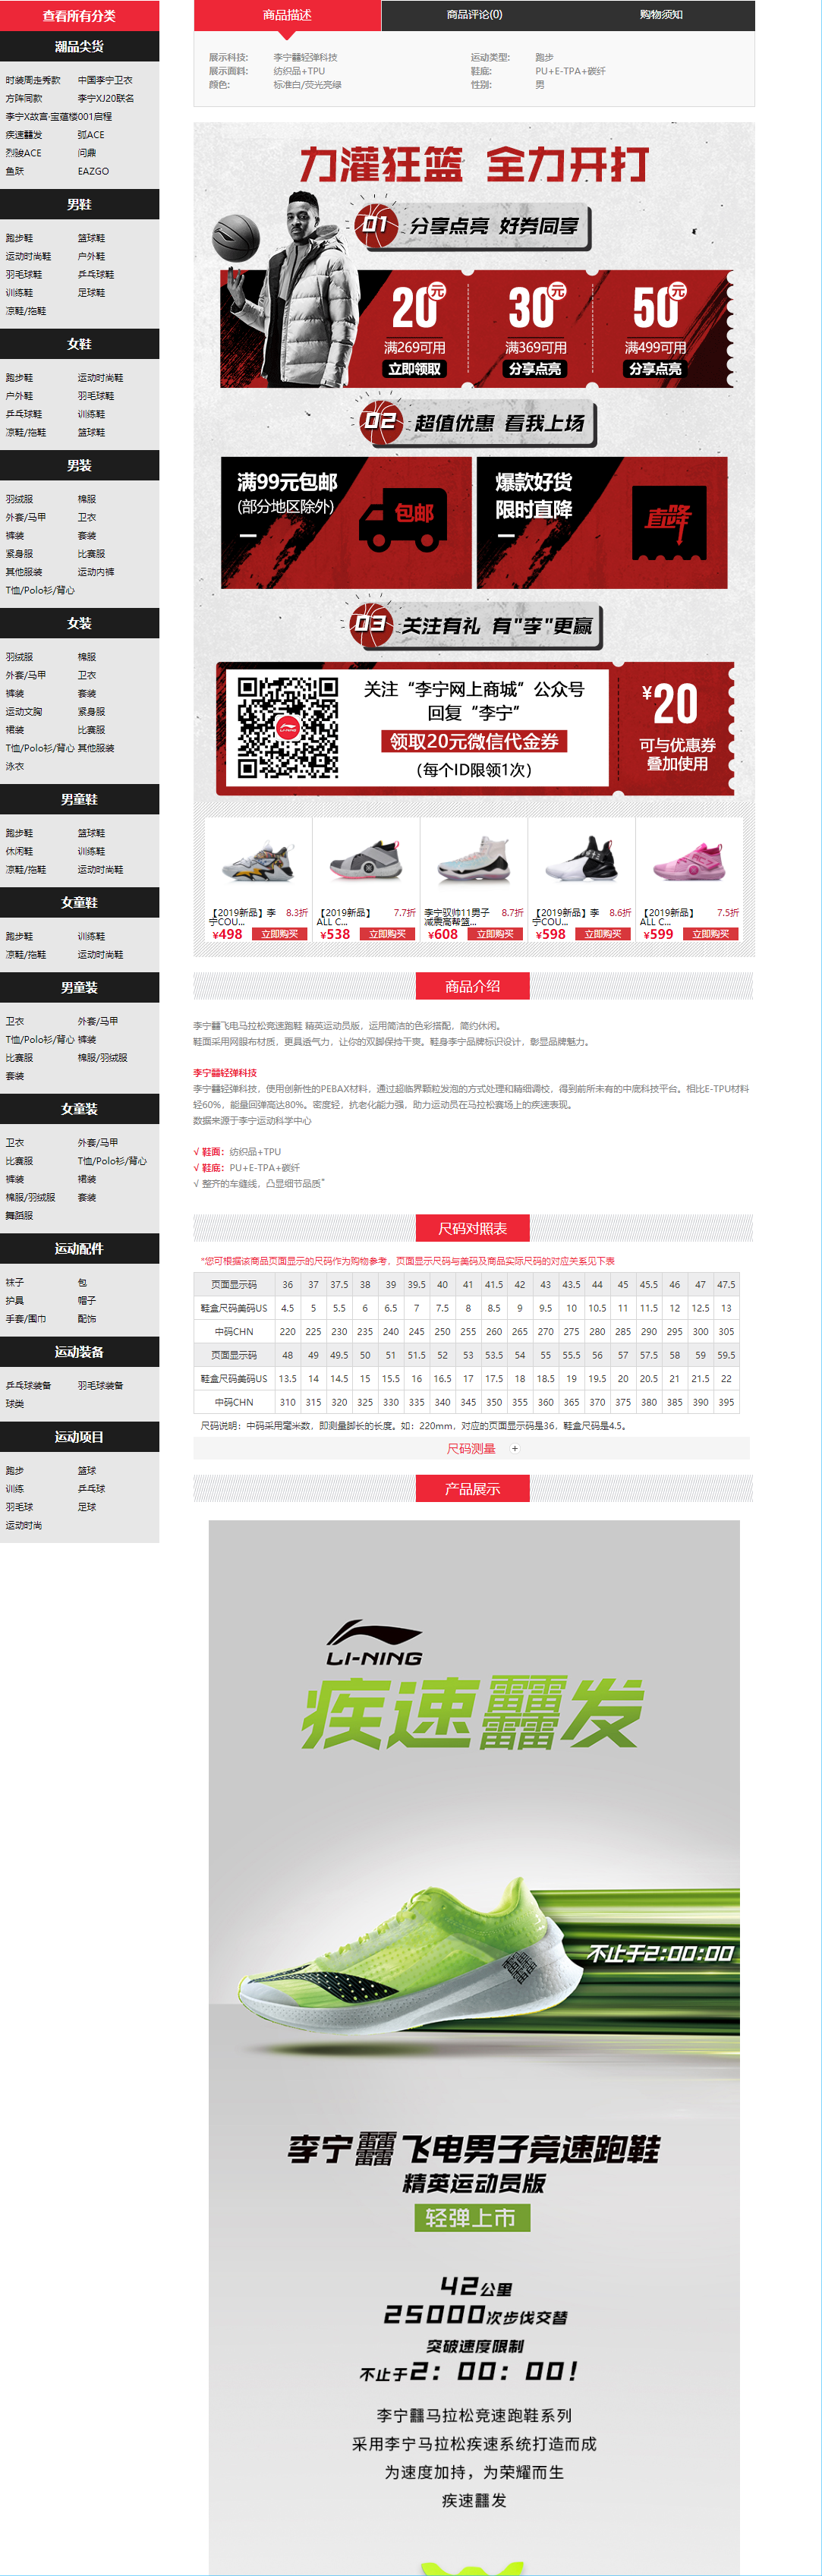 查看所有分类
潮品尖货
时装周走秀款 中国李宁卫衣
方阵同款 李宁XJ20联名
李宁X故宫·宝蕴楼001启程
疾速䨻发 弧ACE
烈骏ACE 问鼎
鱼跃 EAZGO
男鞋
跑步鞋 篮球鞋
运动时尚鞋 户外鞋
羽毛球鞋 乒乓球鞋
训练鞋 足球鞋
凉鞋/拖鞋
女鞋
跑步鞋 运动时尚鞋
户外鞋 羽毛球鞋
乒乓球鞋 训练鞋
凉鞋/拖鞋 篮球鞋
男装
羽绒服 棉服
外套/马甲 卫衣
裤装 套装
紧身服 比赛服
其他服装 运动内裤
T恤/Polo衫/背心
女装
羽绒服 棉服
外套/马甲 卫衣
裤装 套装
运动文胸 紧身服
裙装 比赛服
T恤/Polo衫/背心 其他服装
泳衣
男童鞋
跑步鞋 篮球鞋
休闲鞋 训练鞋
凉鞋/拖鞋 运动时尚鞋
女童鞋
跑步鞋 训练鞋
凉鞋/拖鞋 运动时尚鞋
男童装
卫衣 外套/马甲
T恤/Polo衫/背心 裤装
比赛服 棉服/羽绒服
套装
女童装
卫衣 外套/马甲
比赛服 T恤/Polo衫/背心
裤装 裙装
棉服/羽绒服 套装
舞蹈服
运动配件
袜子 包
护具 帽子
手套/围巾 配饰
运动装备
乒乓球装备 羽毛球装备
球类
运动项目
跑步 篮球
训练 乒乓球
羽毛球 足球
运动时尚
商品描述 商品评论(0) 购物须知
展示科技: 李宁䨻轻弹科技 运动类型: 跑步
展示面料: 纺织品+TPU 鞋底: PU+E-TPA+碳纤
颜色: 标准白/荧光亮绿 性别: 男
力灌狂篮 全力开打
01 分享点亮 好券同享
20元 30元 50元
满269可用 满369可用 满499可用
立即领取 分享点亮 分享点亮
02 超值优惠 看我上场
满99元包邮
(部分地区除外)
包邮
爆款好货
限时直降
直降
03 关注有礼 有"李"更赢
关注“李宁网上商城”公众号
回复“李宁”
领取20元微信代金券
（每个ID限领1次）
¥20
可与优惠券
叠加使用
LI-NING
【2019新品】李宁COU... 8.3折
¥498 立即购买
【2019新品】ALL C... 7.7折
¥538 立即购买
李宁驭帅11男子减震高帮篮... 8.7折
¥608 立即购买
【2019新品】李宁COU... 8.6折
¥598 立即购买
【2019新品】ALL C... 7.5折
¥599 立即购买
商品介绍
李宁䨻飞电马拉松竞速跑鞋 精英运动员版，运用简洁的色彩搭配，简约休闲。
鞋面采用网眼布材质，更具透气力，让你的双脚保持干爽。鞋身李宁品牌标识设计，彰显品牌魅力。
李宁䨻轻弹科技
李宁䨻轻弹科技，使用创新性的PEBAX材料，通过超临界颗粒发泡的方式处理和精细调校，得到前所未有的中底科技平台。相比E-TPU材料
轻60%，能量回弹高达80%。密度轻，抗老化能力强，助力运动员在马拉松赛场上的疾速表现。
数据来源于李宁运动科学中心
√ 鞋面：纺织品+TPU
√ 鞋底：PU+E-TPA+碳纤
√ 整齐的车缝线，凸显细节品质"
尺码对照表
*您可根据该商品页面显示的尺码作为购物参考，页面显示尺码与美码及商品实际尺码的对应关系见下表
页面显示码 36 37 37.5 38 39 39.5 40 41 41.5 42 43 43.5 44 45 45.5 46 47 47.5
鞋盒尺码美码US 4.5 5 5.5 6 6.5 7 7.5 8 8.5 9 9.5 10 10.5 11 11.5 12 12.5 13
中码CHN 220 225 230 235 240 245 250 255 260 265 270 275 280 285 290 295 300 305
页面显示码 48 49 49.5 50 51 51.5 52 53 53.5 54 55 55.5 56 57 57.5 58 59 59.5
鞋盒尺码美码US 13.5 14 14.5 15 15.5 16 16.5 17 17.5 18 18.5 19 19.5 20 20.5 21 21.5 22
中码CHN 310 315 320 325 330 335 340 345 350 355 360 365 370 375 380 385 390 395
尺码说明：中码采用毫米数，即测量脚长的长度。如：220mm，对应的页面显示码是36，鞋盒尺码是4.5。
尺码测量 +
产品展示
LI-NING
疾速䨻发
䨻
不止于2:00:00
李宁䨻飞电男子竞速跑鞋
精英运动员版
轻弹上市
42公里
25000次步伐交替
突破速度限制
不止于2：00：00！
李宁䨻马拉松竞速跑鞋系列
采用李宁马拉松疾速系统打造而成
为速度加持，为荣耀而生
疾速䨻发